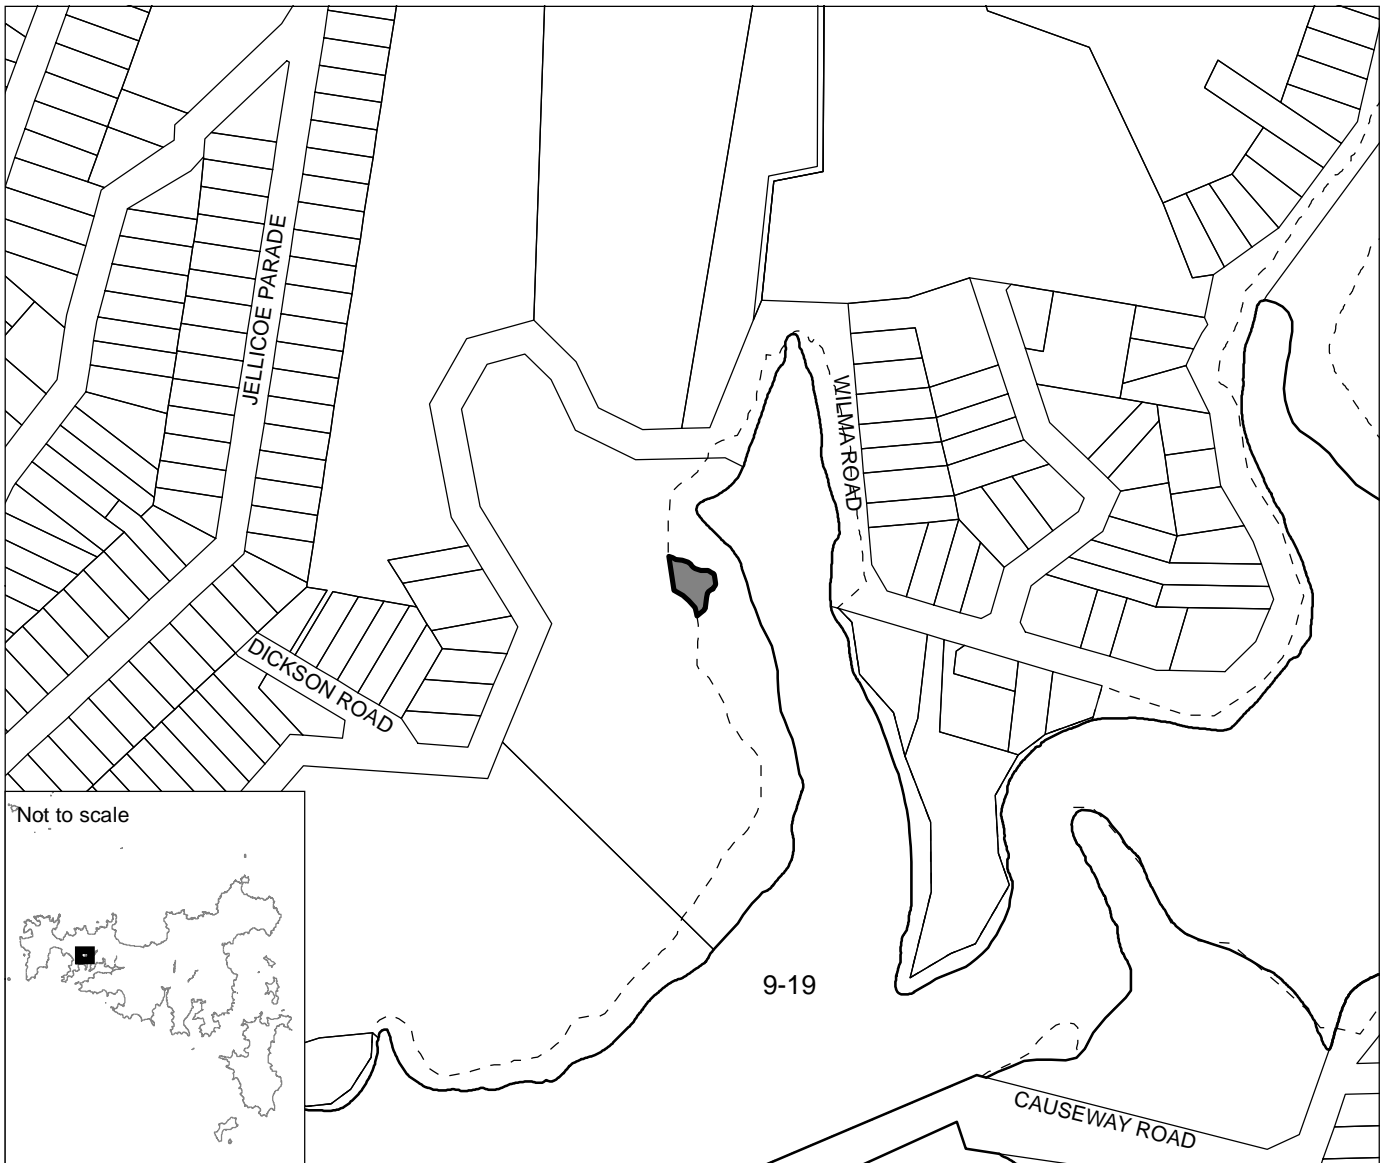 JELLICOE PARADE
WILMA ROAD
DICKSON ROAD
Not to scale
9-19
CAUSEWAY ROAD